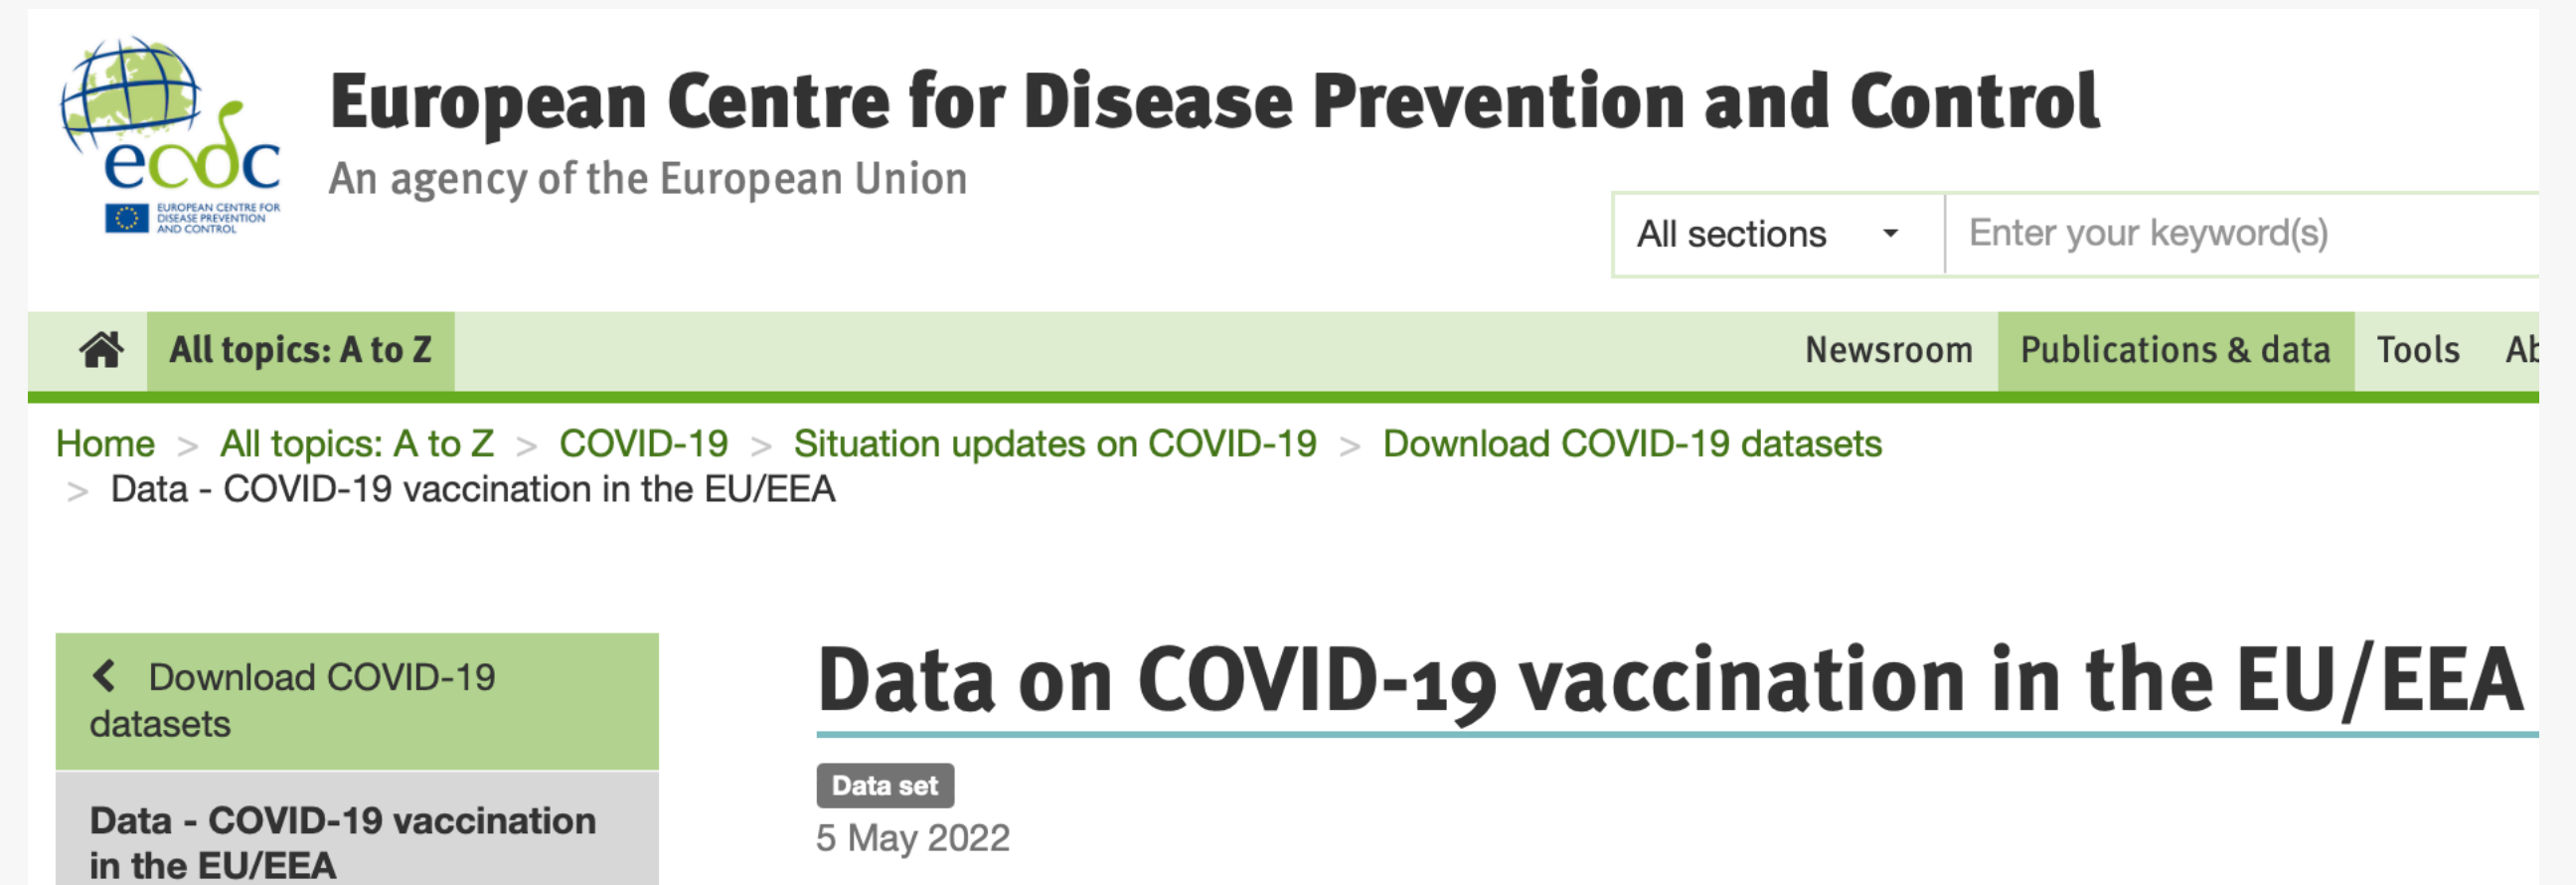 European Centre for Disease Prevention and Control
An agency of the European Union
ecdc
EUROPEAN CENTRE FOR
DISEASE PREVENTION
AND CONTROL
All sections
Enter your keyword(s)
All topics: A to Z
Newsroom
Publications & data
Tools
Home > All topics: A to Z > COVID-19 > Situation updates on COVID-19 > Download COVID-19 datasets
> Data - COVID-19 vaccination in the EU/EEA
Download COVID-19
datasets
Data - COVID-19 vaccination
in the EU/EEA
Data on COVID-19 vaccination in the EU/EEA
Data set
5 May 2022